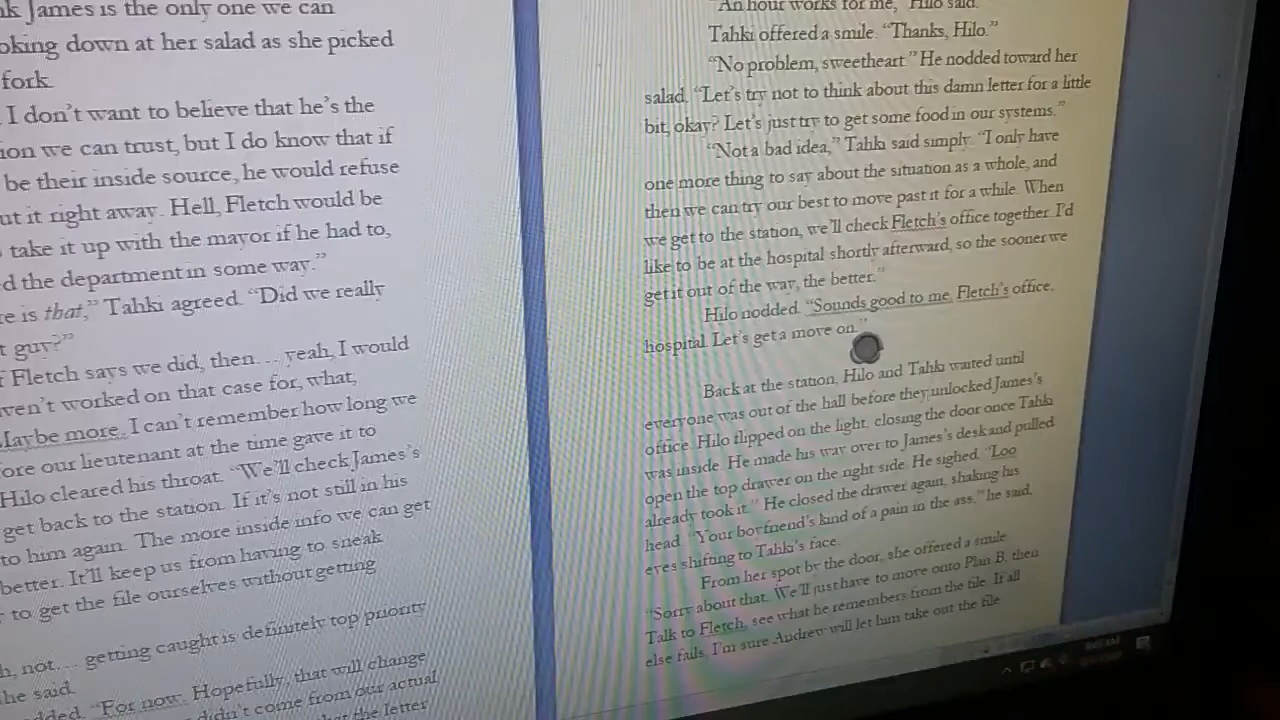 k James is the only one we can
oking down at her salad as she picked
fork
I don't want to believe that he's the
ion we can trust, but I do know that if
be their inside source, he would refuse
ut it right away. Hell, Fletch would be
take it up with the mayor if he had to,
d the department in some way."
re is that," Tahki agreed. "Did we really
t guy?"
Fletch says we did, then . . . yeah, I would
ven't worked on that case for, what,
Maybe more. I can't remember how long we
ore our lieutenant at the time gave it to
Hilo cleared his throat. "We'll check James's
get back to the station. If it's not still in his
to him again. The more inside info we can get
better. It'll keep us from having to sneak
to get the file ourselves without getting
h, not . . . getting caught is definitely top priority
he said.
ded. "For now. Hopefully, that will change
didn't come from our actual
the letter
"An hour works for me," Hilo said.
Tahki offered a smile. "Thanks, Hilo."
"No problem, sweetheart." He nodded toward her
salad. "Let's try not to think about this damn letter for a little
bit, okay? Let's just try to get some food in our systems."
"Not a bad idea," Tahki said simply. "I only have
one more thing to say about the situation as a whole, and
then we can try our best to move past it for a while. When
we get to the station, we'll check Fletch's office together. I'd
like to be at the hospital shortly afterward, so the sooner we
get it out of the way, the better."
Hilo nodded. "Sounds good to me. Fletch's office,
hospital. Let's get a move on."
Back at the station, Hilo and Tahki waited until
everyone was out of the hall before they unlocked James's
office. Hilo flipped on the light, closing the door once Tahki
was inside. He made his way over to James's desk and pulled
open the top drawer on the right side. He sighed. "Loo
already took it." He closed the drawer again, shaking his
head. "Your boyfriend's kind of a pain in the ass," he said,
eyes shifting to Tahki's face.
From her spot by the door, she offered a smile.
"Sorry about that. We'll just have to move onto Plan B, then
Talk to Fletch, see what he remembers from the file. If all
else fails, I'm sure Andrew will let him take out the file